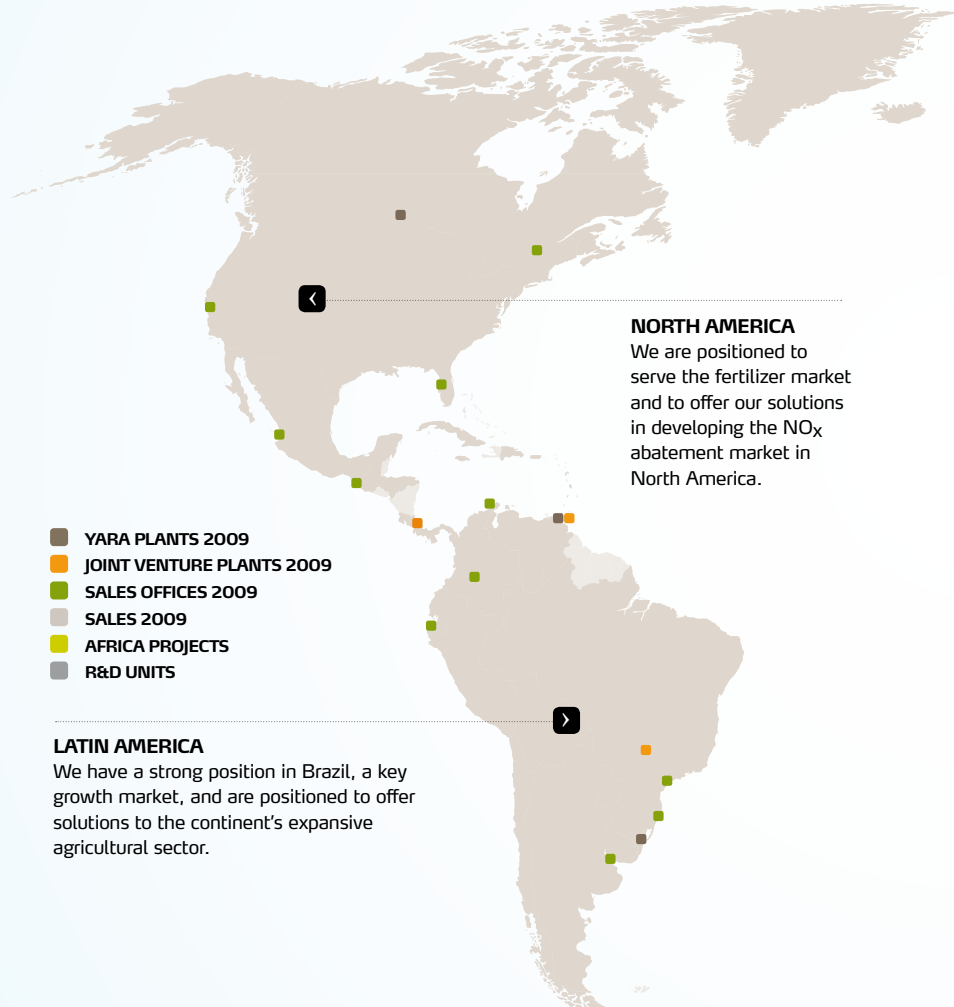 NORTH AMERICA
We are positioned to
serve the fertilizer market
and to offer our solutions
in developing the NOx
abatement market in
North America.
YARA PLANTS 2009
JOINT VENTURE PLANTS 2009
SALES OFFICES 2009
SALES 2009
AFRICA PROJECTS
R&D UNITS
LATIN AMERICA
We have a strong position in Brazil, a key
growth market, and are positioned to offer
solutions to the continent’s expansive
agricultural sector.